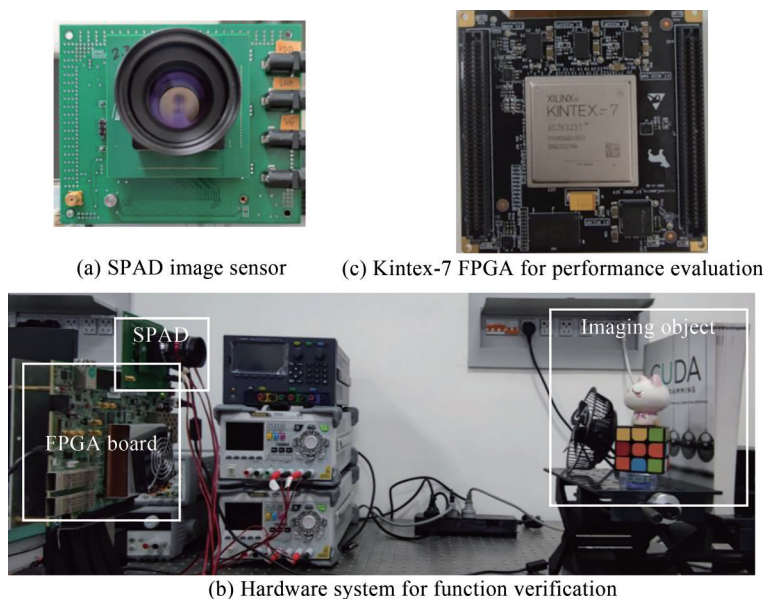 XILINX
KINTEX-7
XC7K325T
(a) SPAD image sensor
(c) Kintex-7 FPGA for performance evaluation
SPAD
Imaging object
FPGA board
CUDA
(b) Hardware system for function verification